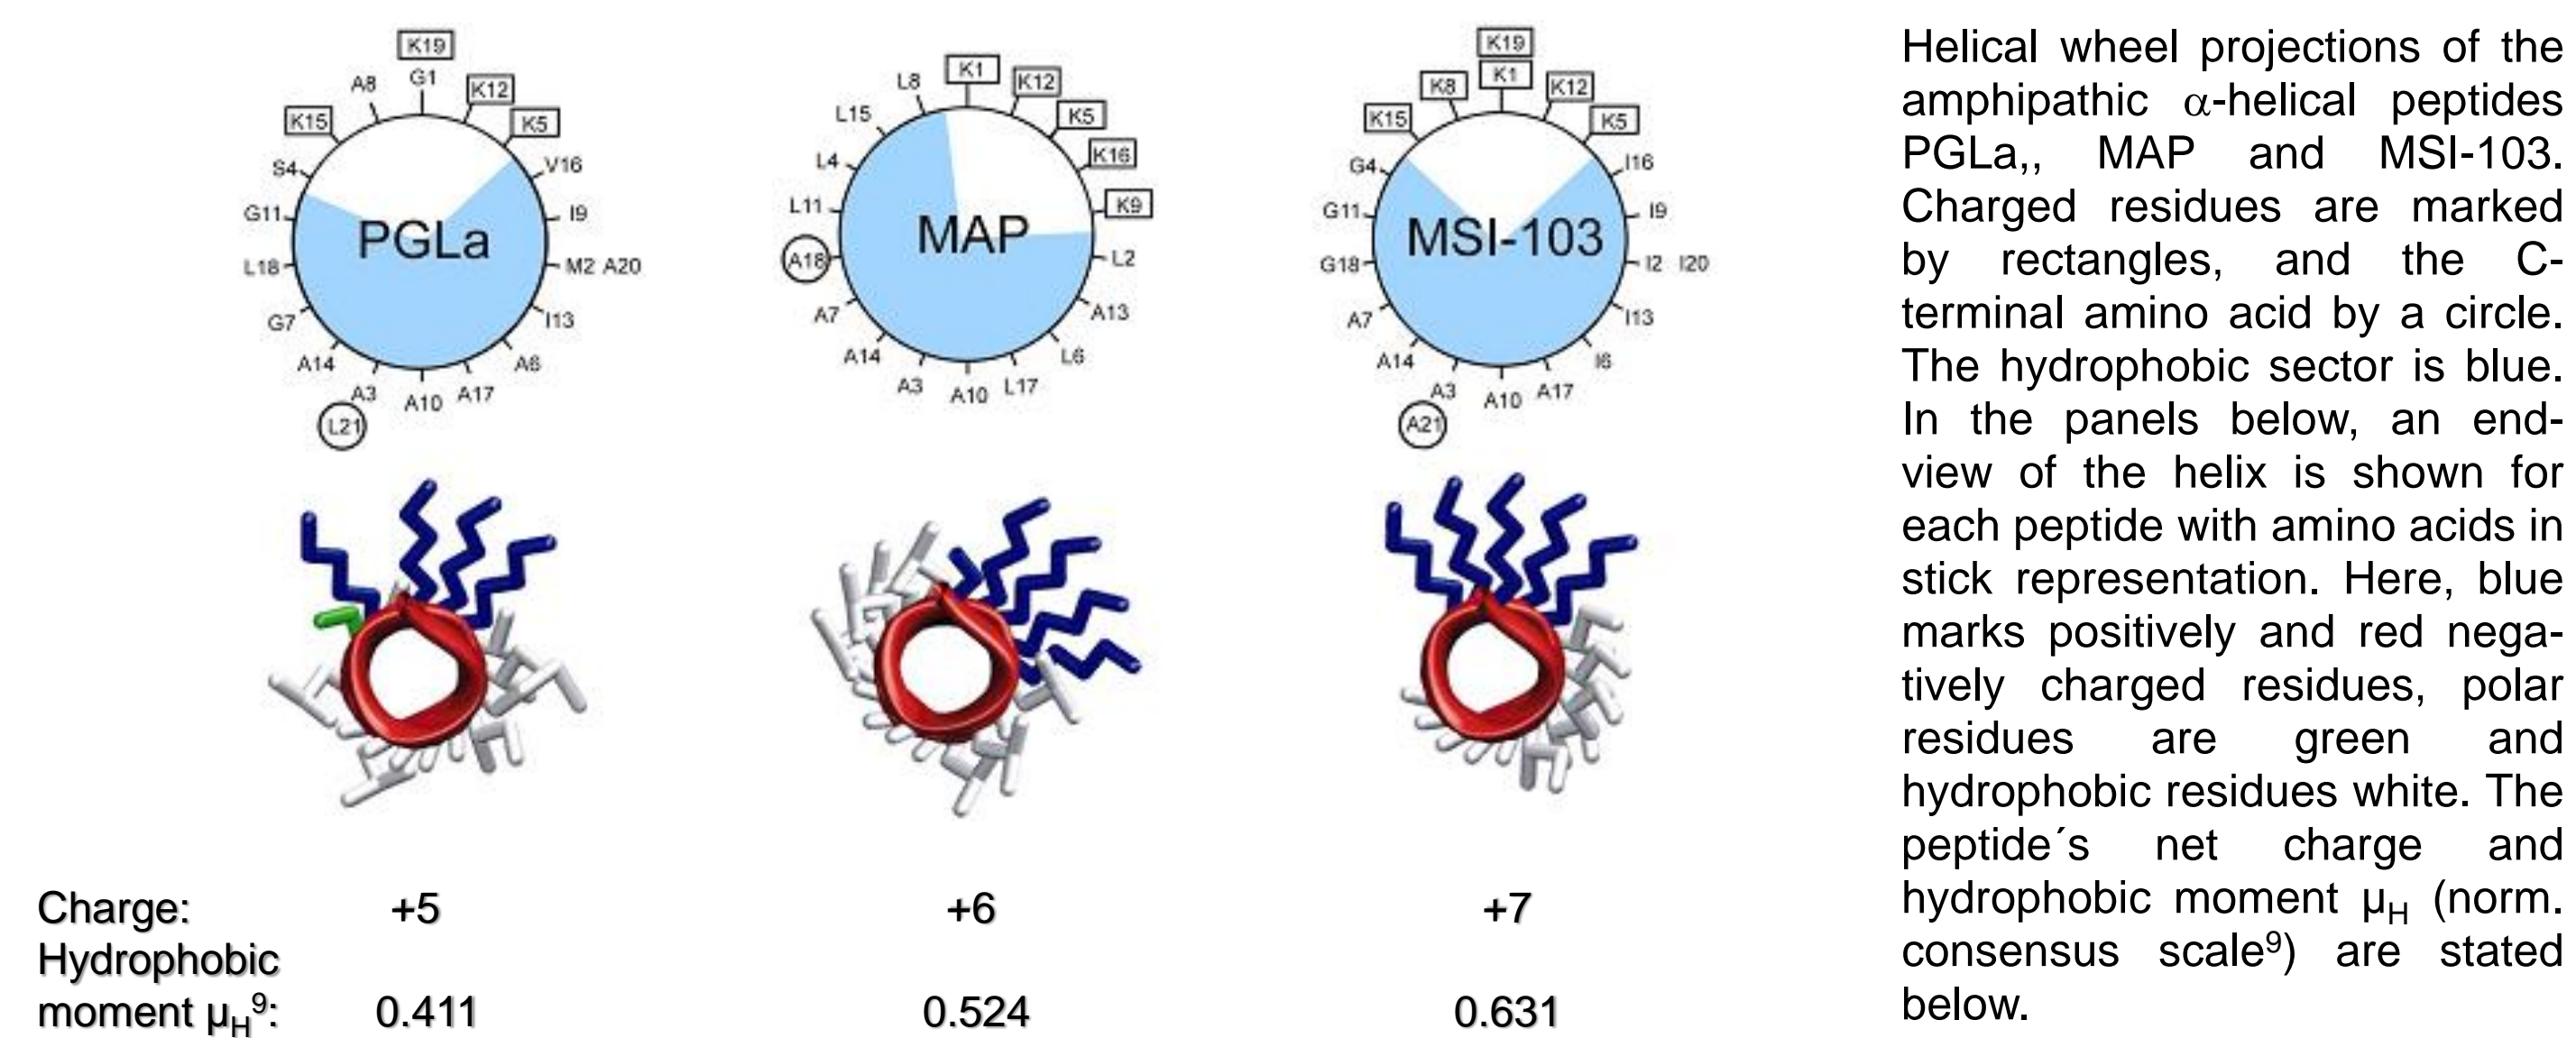 K19
G1
A8
K12
K15
K5
S4
V16
G11
I9
PGLa
L18
M2 A20
G7
I13
A14
A6
A3
A10
A17
L21
K1
L8
K12
L15
K5
L4
K16
L11
K9
MAP
A18
L2
A7
A13
A14
L6
A3
A10
L17
K19
K1
K8
K12
K15
K5
G4
I16
G11
I9
MSI-103
G18
I2 I20
A7
I13
A14
I6
A3
A10
A17
A21
Charge: +5 +6 +7
Hydrophobic
moment μH9: 0.411 0.524 0.631
Helical wheel projections of the
amphipathic α-helical peptides
PGLa,, MAP and MSI-103.
Charged residues are marked
by rectangles, and the C-
terminal amino acid by a circle.
The hydrophobic sector is blue.
In the panels below, an end-
view of the helix is shown for
each peptide with amino acids in
stick representation. Here, blue
marks positively and red nega-
tively charged residues, polar
residues are green and
hydrophobic residues white. The
peptide´s net charge and
hydrophobic moment μH (norm.
consensus scale9) are stated
below.